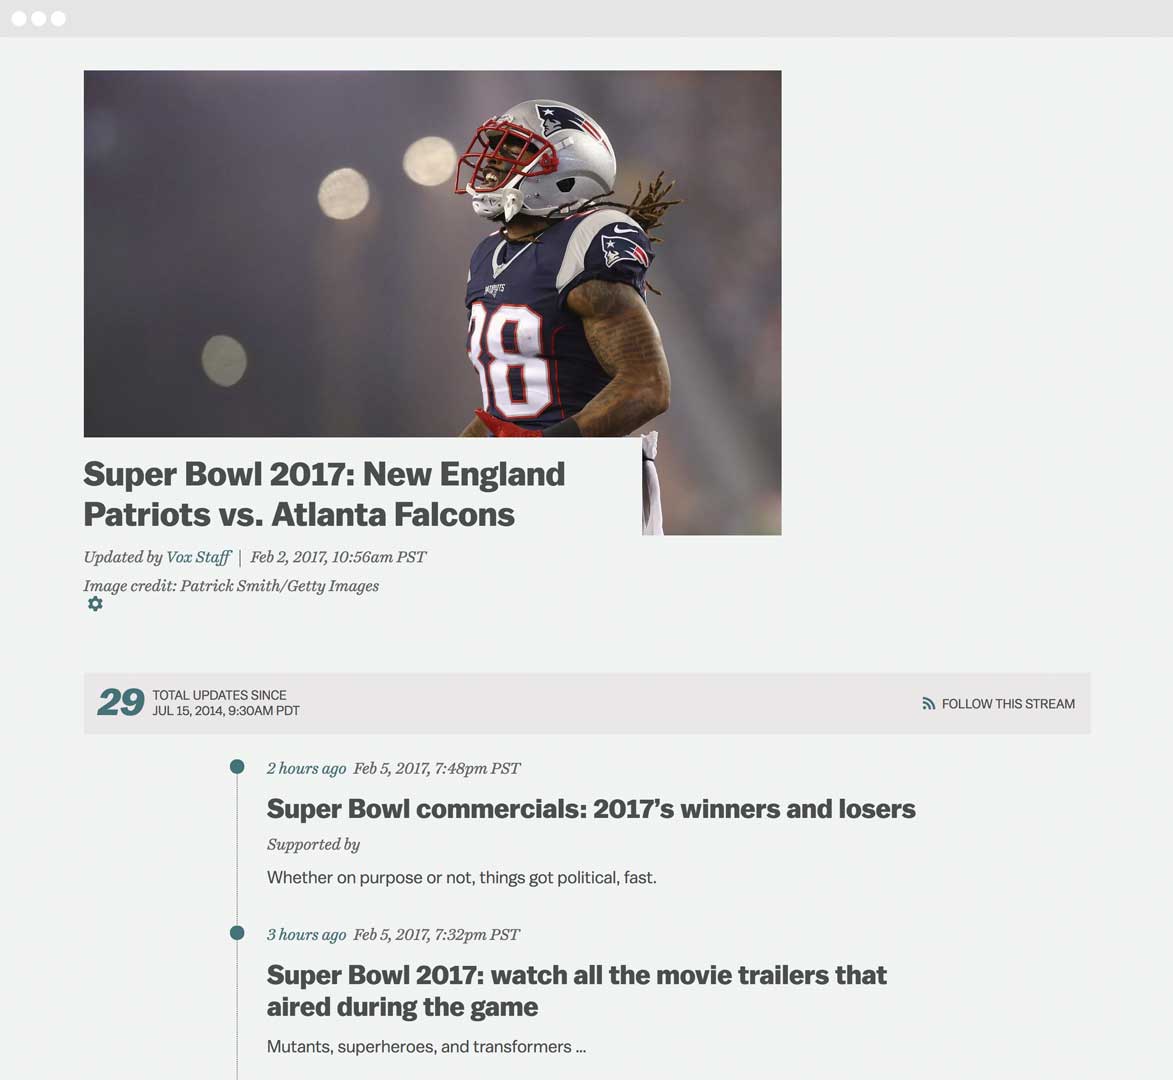 PATRIOTS
38
Super Bowl 2017: New England
Patriots vs. Atlanta Falcons
Updated by Vox Staff | Feb 2, 2017, 10:56am PST
Image credit: Patrick Smith/Getty Images
29 TOTAL UPDATES SINCE
JUL 15, 2014, 9:30AM PDT
FOLLOW THIS STREAM
2 hours ago Feb 5, 2017, 7:48pm PST
Super Bowl commercials: 2017’s winners and losers
Supported by
Whether on purpose or not, things got political, fast.
3 hours ago Feb 5, 2017, 7:32pm PST
Super Bowl 2017: watch all the movie trailers that
aired during the game
Mutants, superheroes, and transformers ...